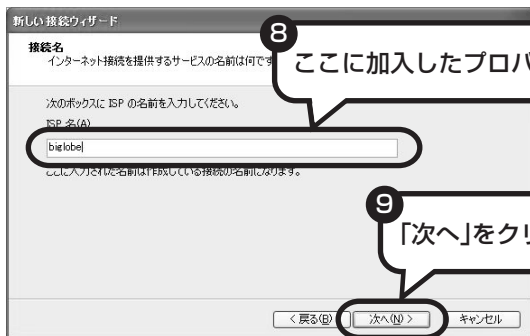 新しい接続ウィザード
接続名
インターネット接続を提供するサービスの名前は何です
8
ここに加入したプロバ
次のボックスに ISP の名前を入力してください。
ISP 名(A)
biglobe
ここに入力された名前は作成している接続の名前になります。
9
「次へ」をクリ
< 戻る(B)
次へ(N) >
キャンセル